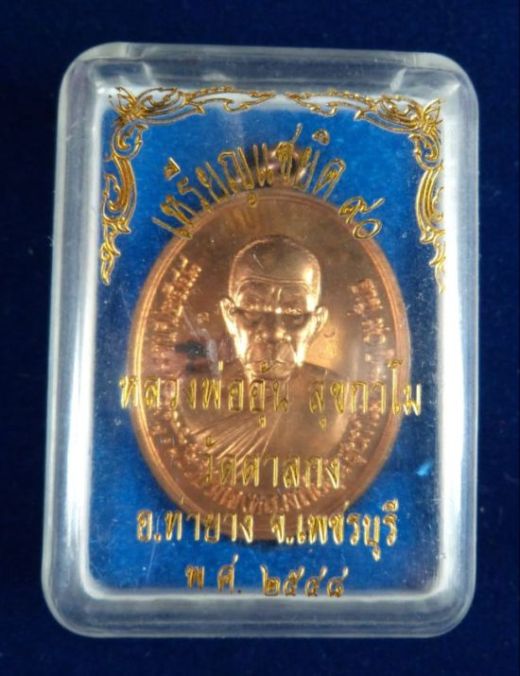 เหรียญแซยิด ๙๐
หลวงพ่ออุ้น สุขกาโม
วัดตาลกง
อ.ท่ายาง จ.เพชรบุรี
พ.ศ. ๒๕๔๘